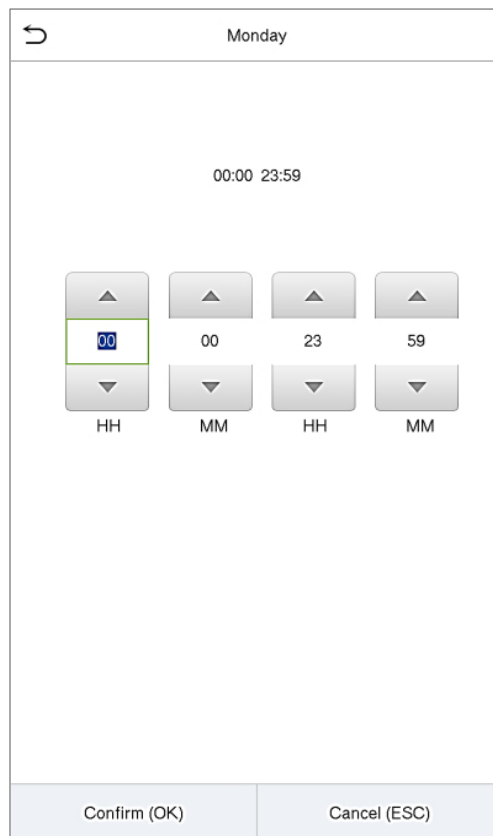 Monday
00:00 23:59
00 00 23 59
HH MM HH MM
Confirm (OK) Cancel (ESC)